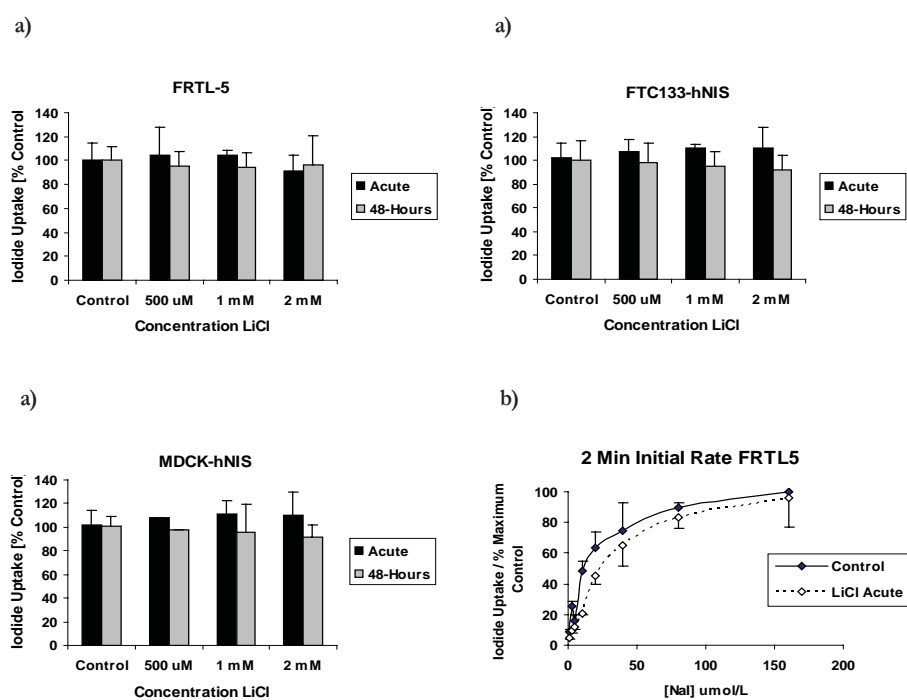 a)
a)
FRTL-5
Iodide Uptake [% Control]
140
120
100
80
60
40
20
0
Control 500 uM 1 mM 2 mM
Concentration LiCl
Acute
48-Hours
FTC133-hNIS
Iodide Uptake [% Control]
140
120
100
80
60
40
20
0
Control 500 uM 1 mM 2 mM
Concentration LiCl
Acute
48-Hours
a)
b)
MDCK-hNIS
Iodide Uptake [% Control]
140
120
100
80
60
40
20
0
Control 500 uM 1 mM 2 mM
Concentration LiCl
Acute
48-Hours
2 Min Initial Rate FRTL5
Iodide Uptake / % Maximum
Control
100
80
60
40
20
0
0 50 100 150 200
[NaI] umol/L
Control
LiCl Acute